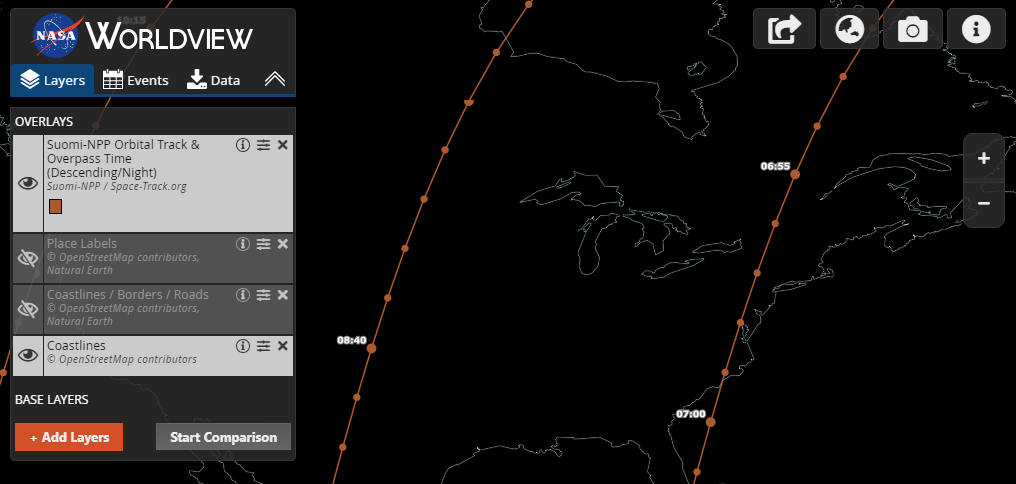 10:15
NASA WORLDVIEW
Layers Events Data
OVERLAYS
Suomi-NPP Orbital Track &
Overpass Time
(Descending/Night)
Suomi-NPP / Space-Track.org
Place Labels
© OpenStreetMap contributors,
Natural Earth
Coastlines / Borders / Roads
© OpenStreetMap contributors,
Natural Earth
Coastlines
© OpenStreetMap contributors
BASE LAYERS
+ Add Layers Start Comparison
06:55
08:40
07:00